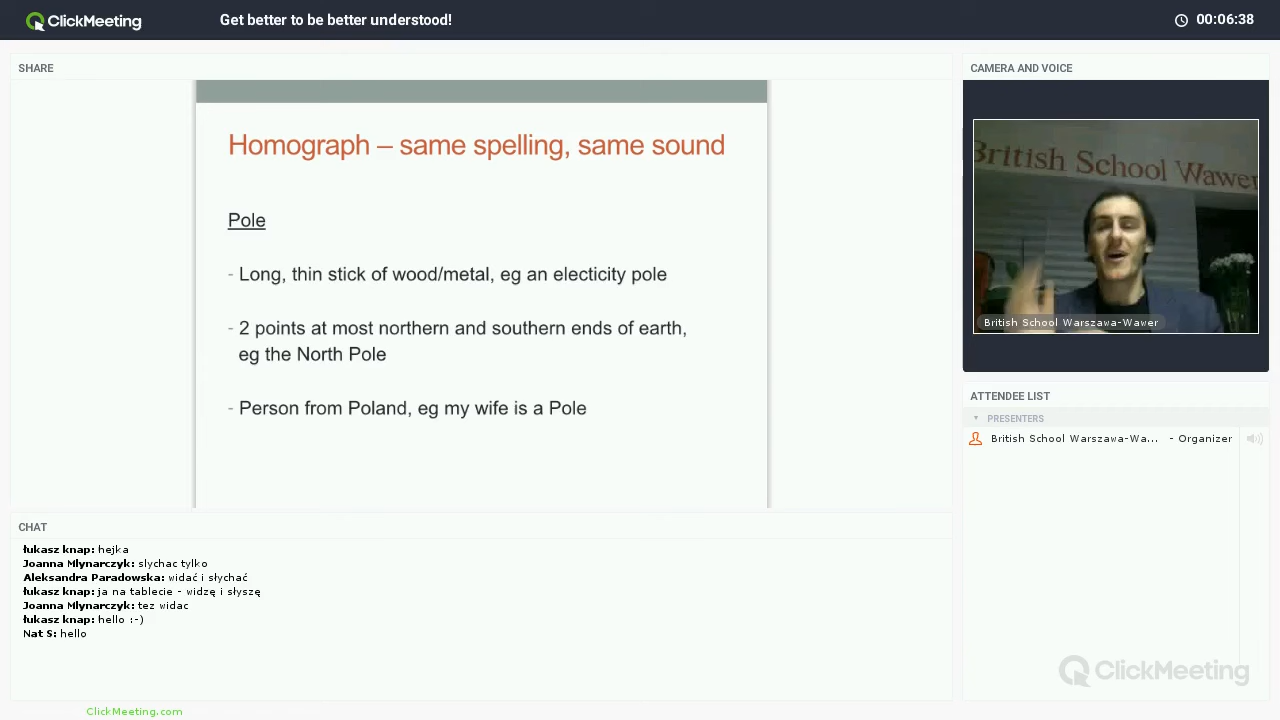 ClickMeeting
Get better to be better understood!
00:06:38
SHARE
Homograph – same spelling, same sound
Pole
- Long, thin stick of wood/metal, eg an electicity pole
- 2 points at most northern and southern ends of earth,
eg the North Pole
- Person from Poland, eg my wife is a Pole
CAMERA AND VOICE
British School Wawer
British School Warszawa-Wawer
ATTENDEE LIST
PRESENTERS
British School Warszawa-Wa... - Organizer
CHAT
łukasz knap: hejka
Joanna Mlynarczyk: slychac tylko
Aleksandra Paradowska: widać i słychać
łukasz knap: ja na tablecie - widzę i słyszę
Joanna Mlynarczyk: tez widac
łukasz knap: hello :-)
Nat S: hello
ClickMeeting
ClickMeeting.com